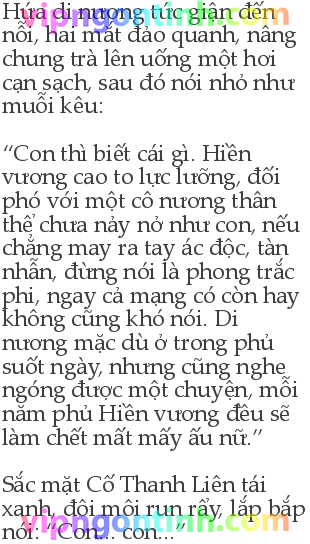 Hứa di nương tức giận đến
vipngontinh.com
nỗi, hai mắt đảo quanh, nâng
chung trà lên uống một hơi
cạn sạch, sau đó nói nhỏ như
muỗi kêu:
“Con thì biết cái gì. Hiền
vương cao to lực lưỡng, đối
phó với một cô nương thân
thể chưa nảy nở như con, nếu
chẳng may ra tay ác độc, tàn
nhẫn, đừng nói là phong trắc
phi, ngay cả mạng có còn hay
không cũng khó nói. Di
nương mặc dù ở trong phủ
suốt ngày, nhưng cũng nghe
ngóng được một chuyện, mỗi
năm phủ Hiền vương đều sẽ
làm chết mất mấy ấu nữ.”
Sắc mặt Cố Thanh Liên tái
xanh, đôi môi run rẩy, lắp bắp
vipngontinh.com
nói: “Con... con...”